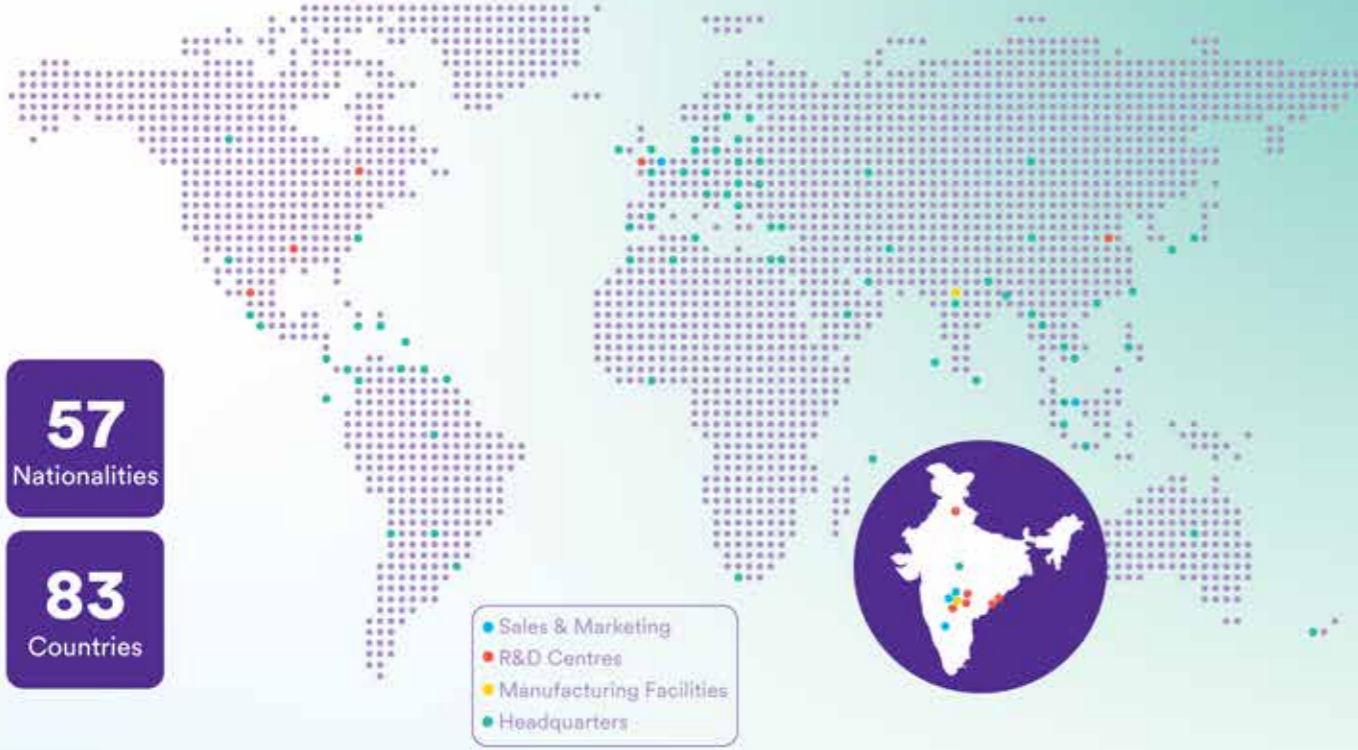 57
Nationalities
83
Countries
Sales & Marketing
R&D Centres
Manufacturing Facilities
Headquarters